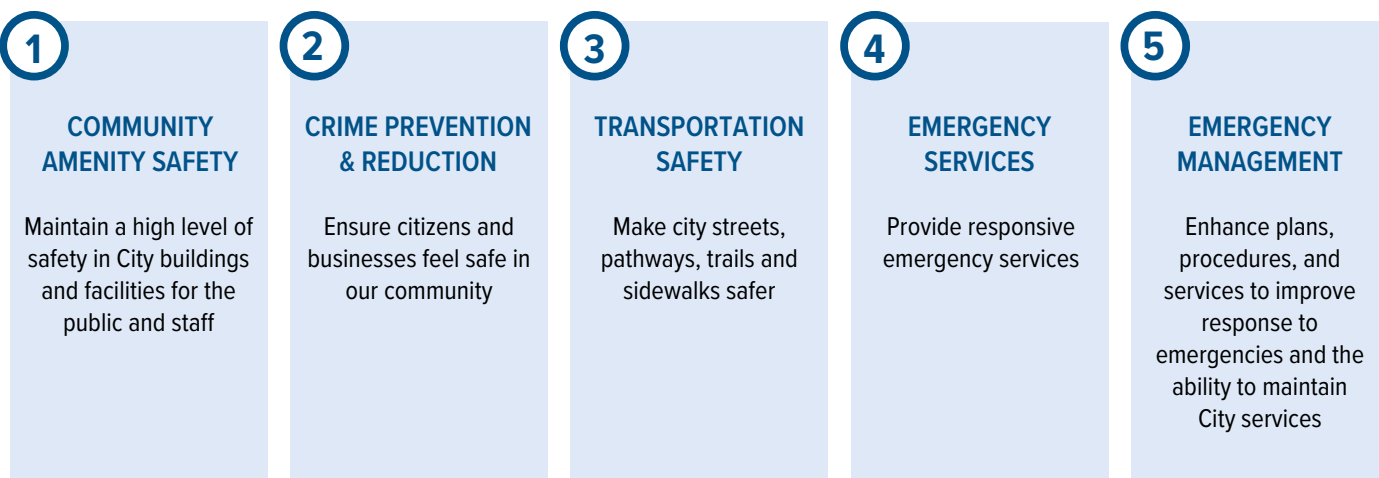 1
COMMUNITY
AMENITY SAFETY
Maintain a high level of
safety in City buildings
and facilities for the
public and staff
2
CRIME PREVENTION
& REDUCTION
Ensure citizens and
businesses feel safe in
our community
3
TRANSPORTATION
SAFETY
Make city streets,
pathways, trails and
sidewalks safer
4
EMERGENCY
SERVICES
Provide responsive
emergency services
5
EMERGENCY
MANAGEMENT
Enhance plans,
procedures, and
services to improve
response to
emergencies and the
ability to maintain
City services